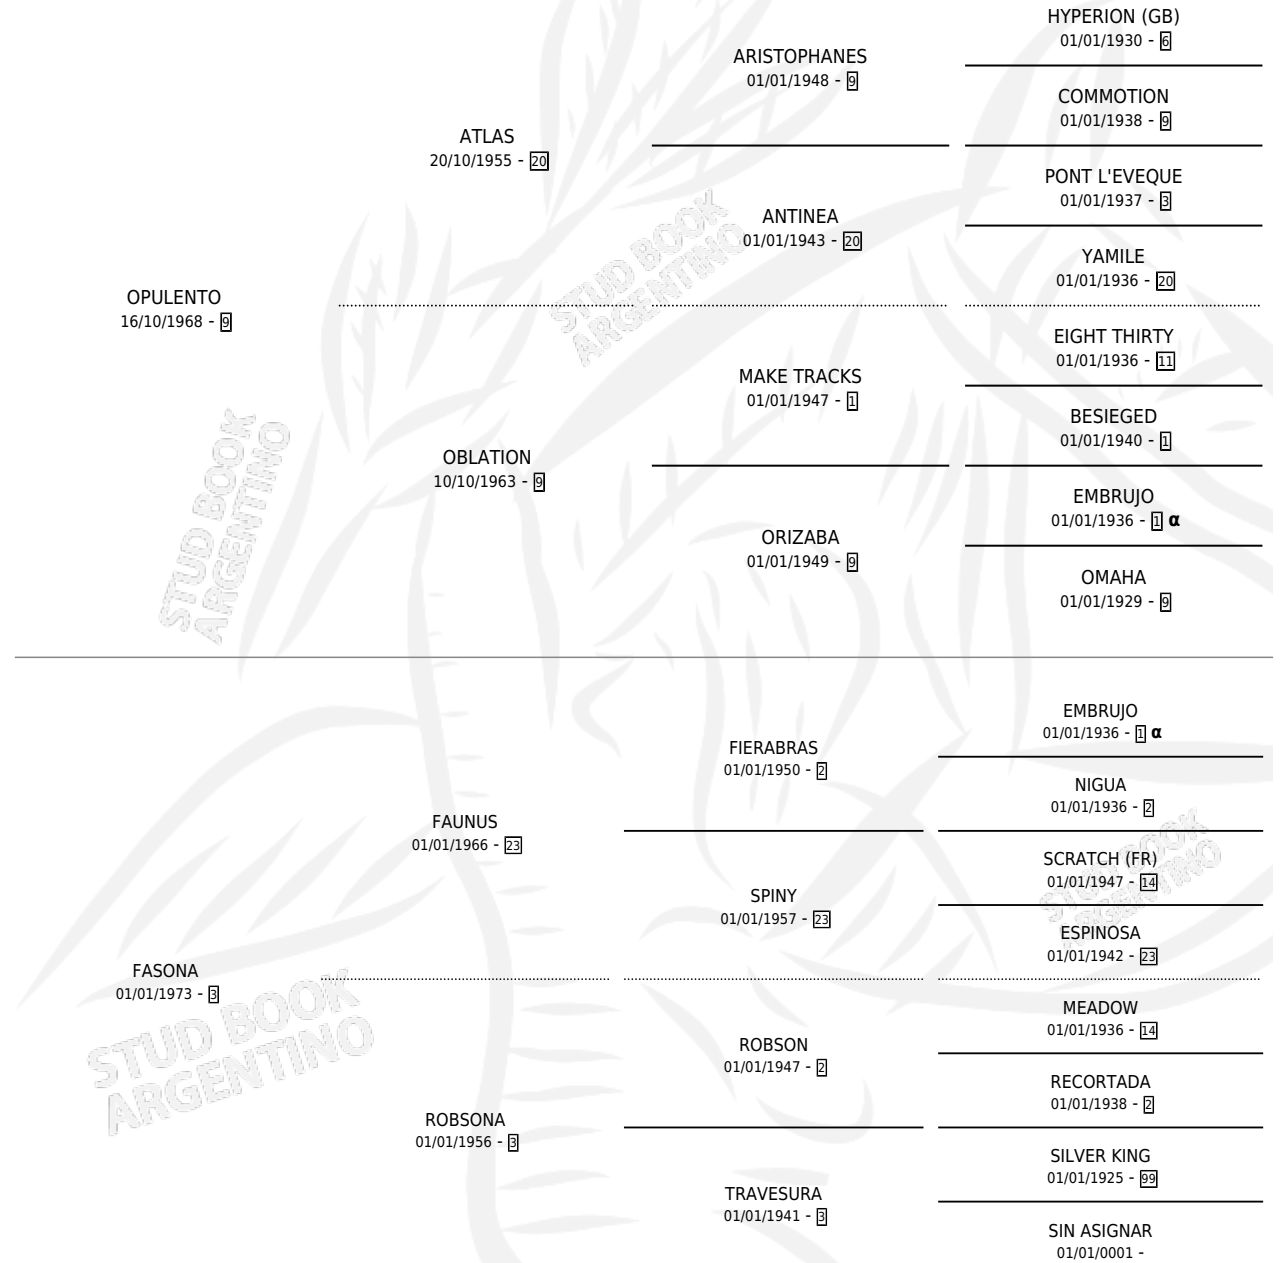 HYPERION (GB)
01/01/1930 - 6
ARISTOPHANES
01/01/1948 - 9
COMMOTION
01/01/1938 - 9
ATLAS
20/10/1955 - 20
PONT L'EVEQUE
01/01/1937 - 3
ANTINEA
01/01/1943 - 20
YAMILE
01/01/1936 - 20
OPULENTO
16/10/1968 - 9
EIGHT THIRTY
01/01/1936 - 11
MAKE TRACKS
01/01/1947 - 1
BESIEGED
01/01/1940 - 1
OBLATION
10/10/1963 - 9
EMBRUJO
01/01/1936 - 1 α
ORIZABA
01/01/1949 - 9
OMAHA
01/01/1929 - 9
EMBRUJO
01/01/1936 - 1 α
FIERABRAS
01/01/1950 - 2
NIGUA
01/01/1936 - 2
FAUNUS
01/01/1966 - 23
SCRATCH (FR)
01/01/1947 - 14
SPINY
01/01/1957 - 23
ESPINOSA
01/01/1942 - 23
FASONA
01/01/1973 - 3
MEADOW
01/01/1936 - 14
ROBSON
01/01/1947 - 2
RECORTADA
01/01/1938 - 2
ROBSONA
01/01/1956 - 3
SILVER KING
01/01/1925 - 99
TRAVESURA
01/01/1941 - 3
SIN ASIGNAR
01/01/0001 -
STUD BOOK
ARGENTINO
STUD BOOK
ARGENTINO
STUD BOOK
ARGENTINO
STUD BOOK
ARGENTINO